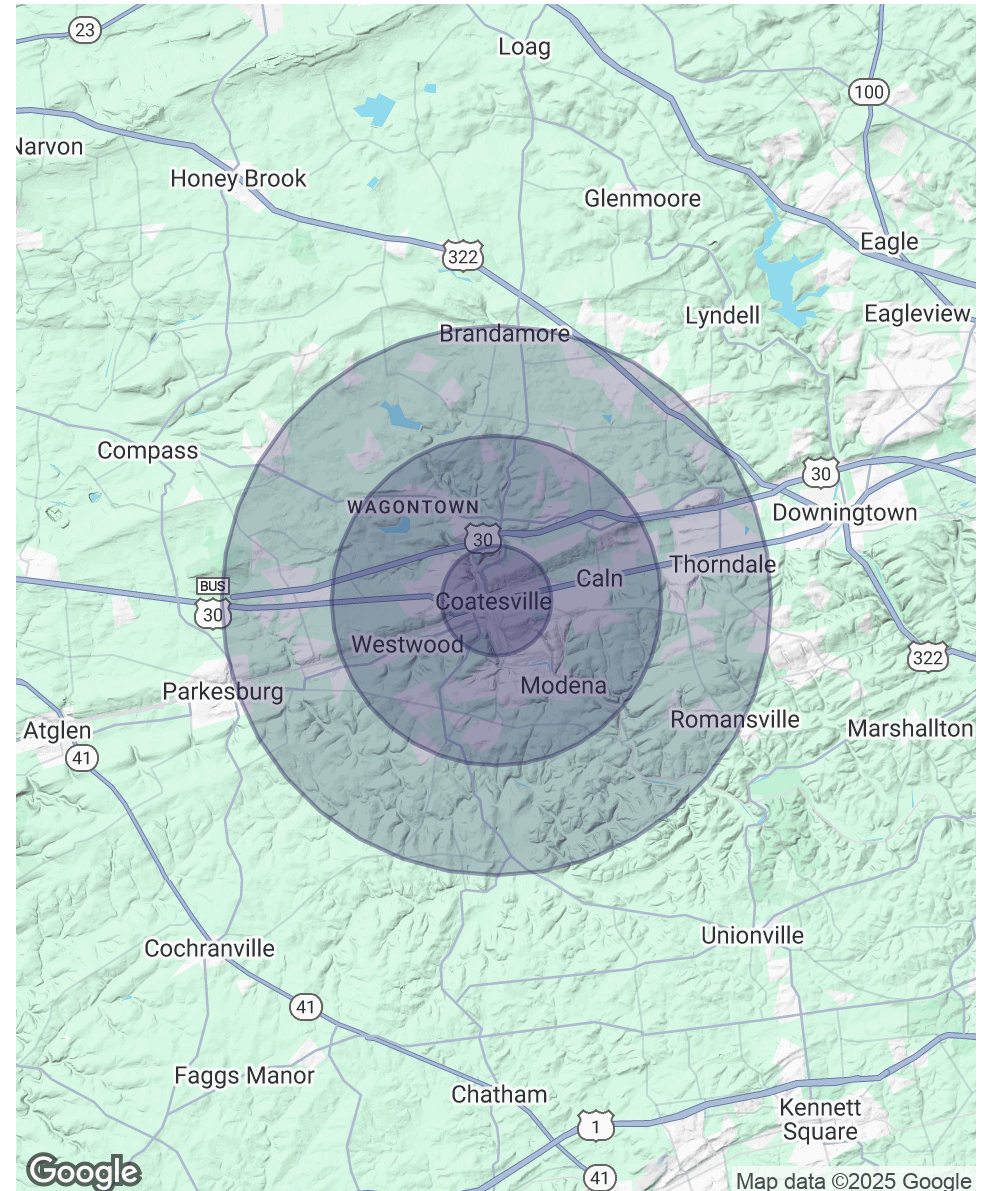 23
Loag
100
Narvon
Honey Brook
Glenmoore
Eagle
322
Lyndell
Eagleview
Brandamore
Compass
30
WAGONTOWN
Downingtown
30
Thorndale
Caln
BUS
30
Coatesville
Westwood
322
Modena
Parkesburg
Romansville
Atglen
Marshallton
41
Unionville
Cochranville
41
Faggs Manor
Chatham
Kennett
Square
1
41
Google
Map data ©2025 Google